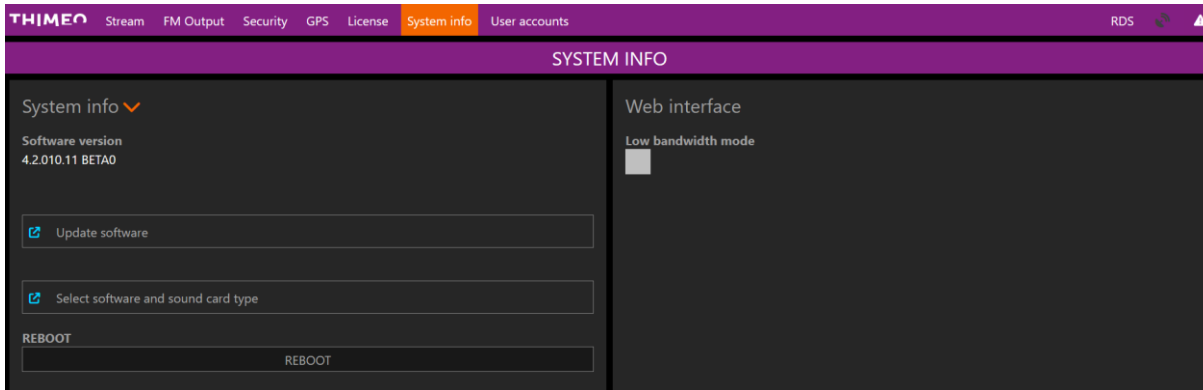 THIMEO Stream FM Output Security GPS License System info User accounts RDS
SYSTEM INFO
System info
Software version
4.2.010.11 BETA0
Update software
Select software and sound card type
REBOOT
REBOOT
Web interface
Low bandwidth mode